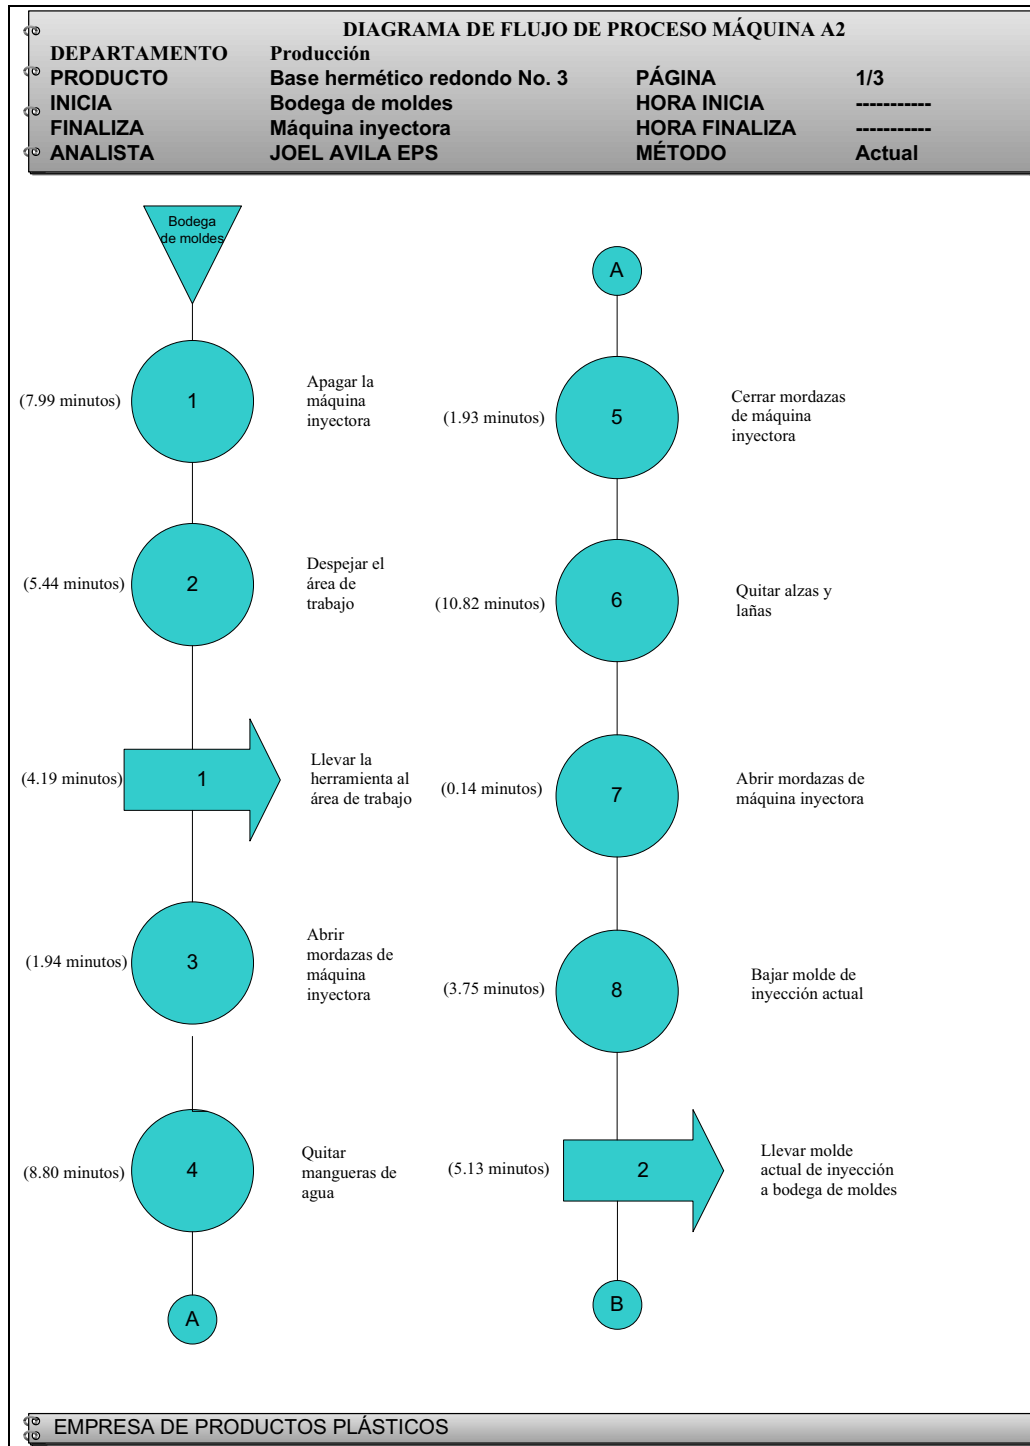 DIAGRAMA DE FLUJO DE PROCESO MÁQUINA A2
DEPARTAMENTO Producción
PRODUCTO Base hermético redondo No. 3 PÁGINA 1/3
INICIA Bodega de moldes HORA INICIA -----------
FINALIZA Máquina inyectora HORA FINALIZA -----------
ANALISTA JOEL AVILA EPS MÉTODO Actual
Bodega
de moldes
(7.99 minutos) 1
Apagar la
máquina
inyectora
(5.44 minutos) 2
Despejar el
área de
trabajo
(4.19 minutos) 1
Llevar la
herramienta al
área de trabajo
(1.94 minutos) 3
Abrir
mordazas de
máquina
inyectora
(8.80 minutos) 4
Quitar
mangueras de
agua
A
A
(1.93 minutos) 5
Cerrar mordazas
de máquina
inyectora
(10.82 minutos) 6
Quitar alzas y
lañas
(0.14 minutos) 7
Abrir mordazas de
máquina inyectora
(3.75 minutos) 8
Bajar molde de
inyección actual
(5.13 minutos) 2
Llevar molde
actual de inyección
a bodega de moldes
B
EMPRESA DE PRODUCTOS PLÁSTICOS